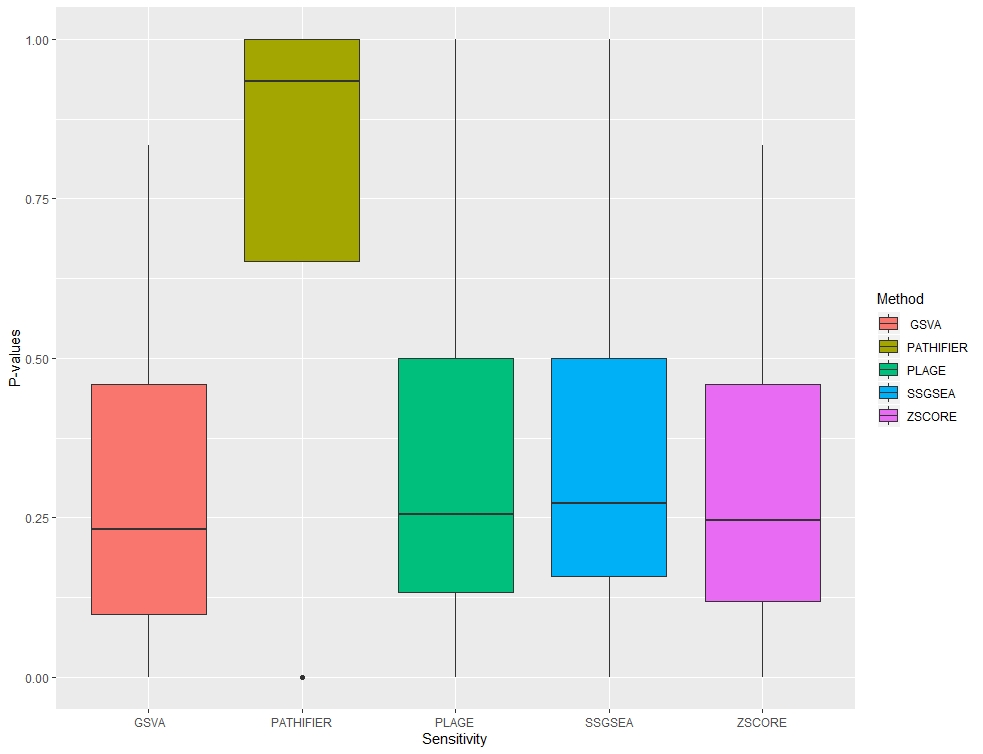 1.00
0.75
0.50
0.25
0.00
P-values
GSVA PATHIFIER PLAGE SSGSEA ZSCORE
Sensitivity
Method
GSVA
PATHIFIER
PLAGE
SSGSEA
ZSCORE